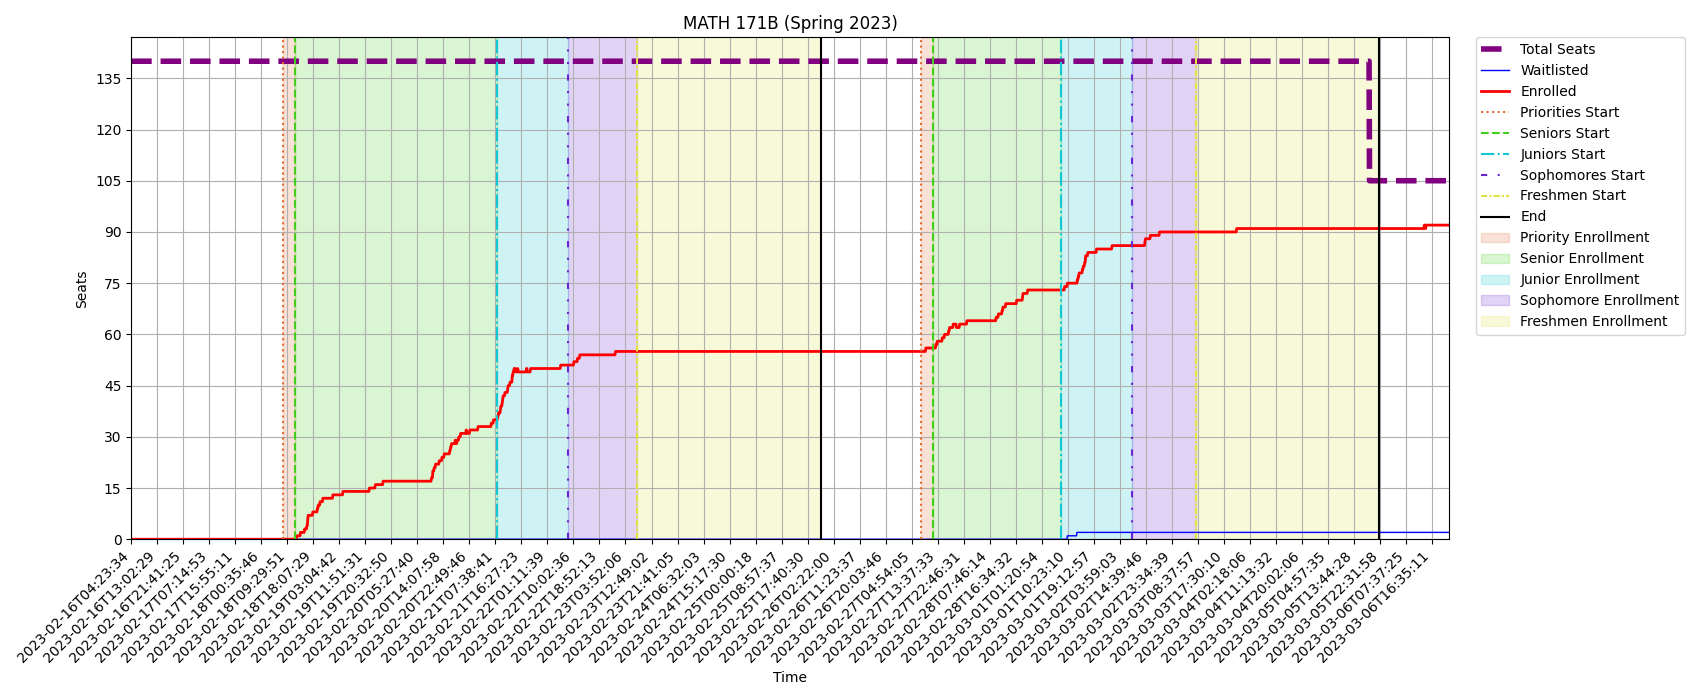 MATH 171B (Spring 2023)
Seats
135
120
105
90
75
60
45
30
15
0
2023-02-16T04:23:34
2023-02-16T13:02:29
2023-02-16T21:41:25
2023-02-17T07:14:53
2023-02-17T15:55:11
2023-02-18T00:35:46
2023-02-18T09:29:51
2023-02-18T18:07:29
2023-02-19T03:04:42
2023-02-19T11:51:31
2023-02-19T20:32:50
2023-02-20T05:27:40
2023-02-20T14:07:58
2023-02-20T22:49:46
2023-02-21T07:38:41
2023-02-21T16:27:23
2023-02-22T01:11:39
2023-02-22T10:02:36
2023-02-22T18:52:13
2023-02-23T03:52:06
2023-02-23T12:49:02
2023-02-23T21:41:05
2023-02-24T06:32:03
2023-02-24T15:17:30
2023-02-25T00:00:18
2023-02-25T08:57:37
2023-02-25T17:40:30
2023-02-26T02:22:00
2023-02-26T11:23:37
2023-02-26T20:03:46
2023-02-27T04:54:05
2023-02-27T13:37:33
2023-02-27T22:46:31
2023-02-28T07:46:14
2023-02-28T16:34:32
2023-03-01T01:20:54
2023-03-01T10:23:10
2023-03-01T19:12:57
2023-03-02T03:59:03
2023-03-02T14:39:46
2023-03-02T23:34:39
2023-03-03T08:37:57
2023-03-03T17:30:10
2023-03-04T02:18:06
2023-03-04T11:13:32
2023-03-04T20:02:06
2023-03-05T04:57:35
2023-03-05T13:44:28
2023-03-05T22:31:58
2023-03-06T07:37:25
2023-03-06T16:35:11
Time
Total Seats
Waitlisted
Enrolled
Priorities Start
Seniors Start
Juniors Start
Sophomores Start
Freshmen Start
End
Priority Enrollment
Senior Enrollment
Junior Enrollment
Sophomore Enrollment
Freshmen Enrollment